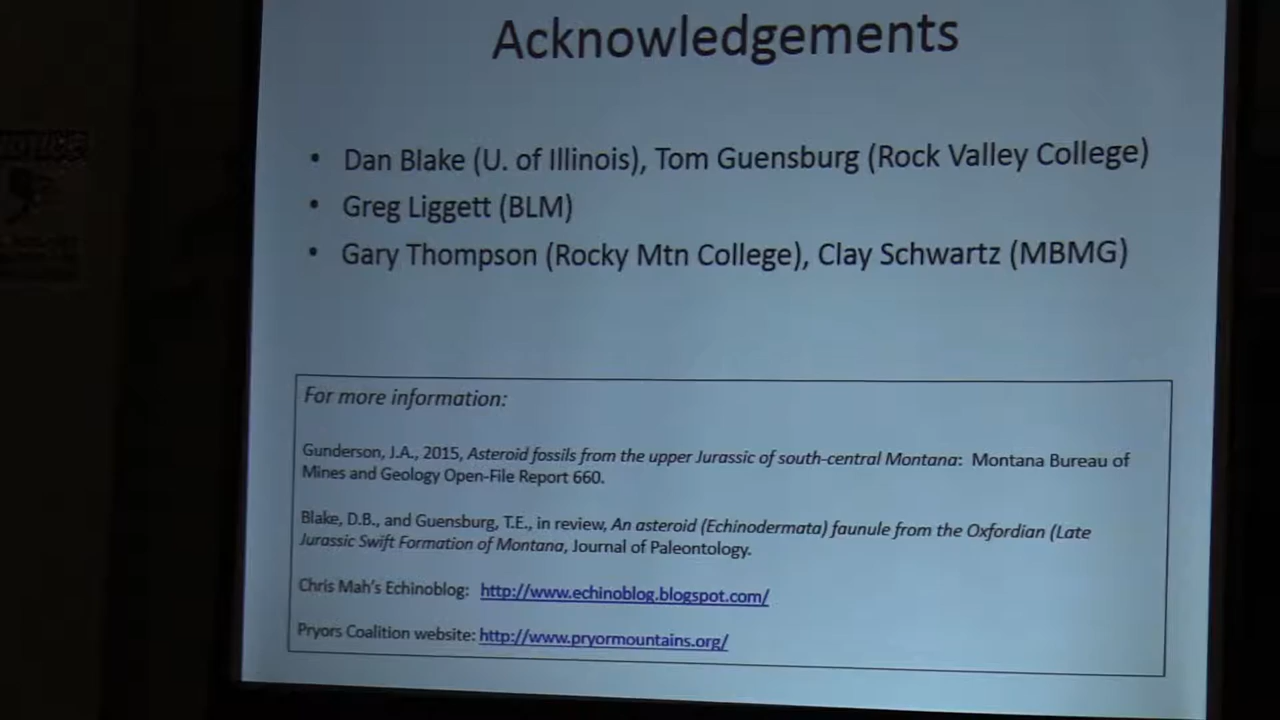 Acknowledgements
• Dan Blake (U. of Illinois), Tom Guensburg (Rock Valley College)
• Greg Liggett (BLM)
• Gary Thompson (Rocky Mtn College), Clay Schwartz (MBMG)
For more information:
Gunderson, J.A., 2015, Asteroid fossils from the upper Jurassic of south-central Montana: Montana Bureau of
Mines and Geology Open-File Report 660.
Blake, D.B., and Guensburg, T.E., in review, An asteroid (Echinodermata) faunule from the Oxfordian (Late
Jurassic Swift Formation of Montana, Journal of Paleontology.
Chris Mah's Echinoblog: http://www.echinoblog.blogspot.com/
Pryors Coalition website: http://www.pryormountains.org/